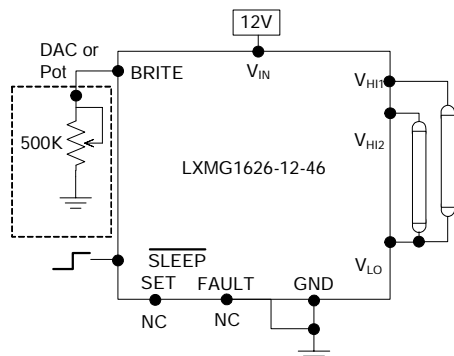 12V
DAC or
Pot
BRITE
VIN
VHI1
500K
VHI2
LXMG1626-12-46
SLEEP
VLO
SET
FAULT
GND
NC
NC